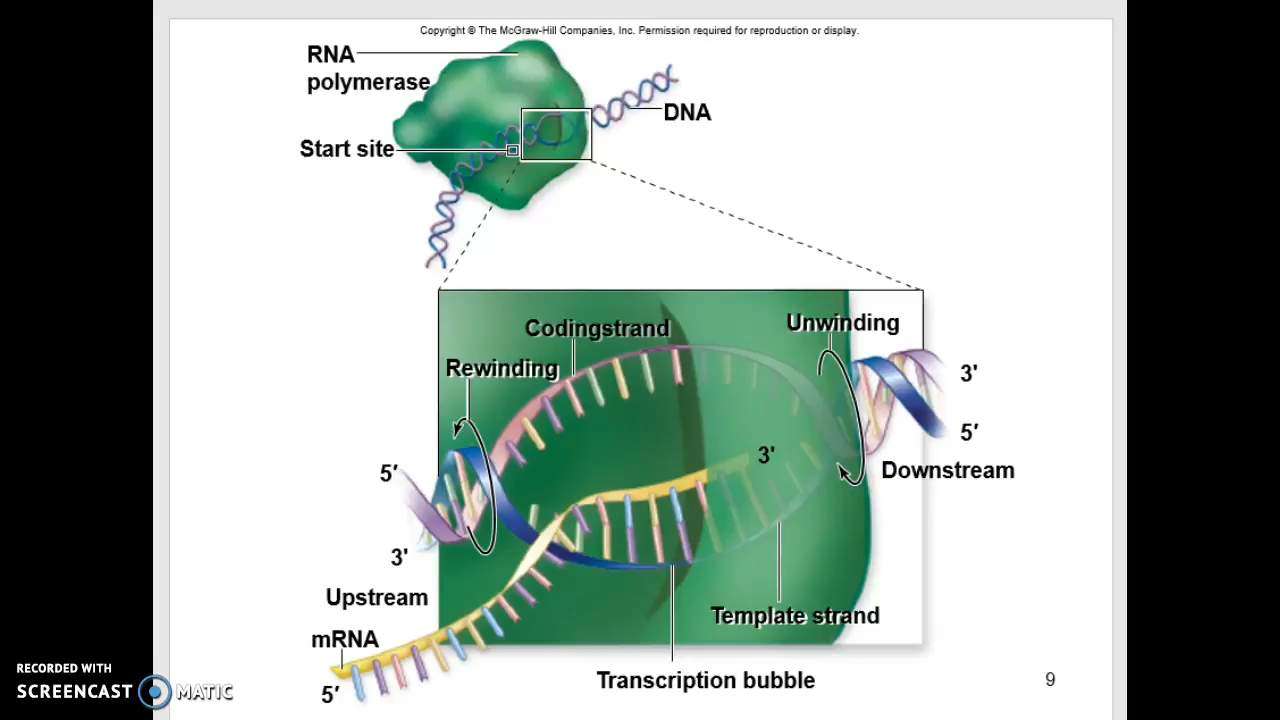 Copyright © The McGraw-Hill Companies, Inc. Permission required for reproduction or display.
RNA
polymerase
DNA
Start site
Codingstrand
Unwinding
Rewinding
3'
5'
3'
5'
Downstream
3'
Upstream
Template strand
mRNA
Transcription bubble
5'
9
RECORDED WITH
SCREENCAST MATIC